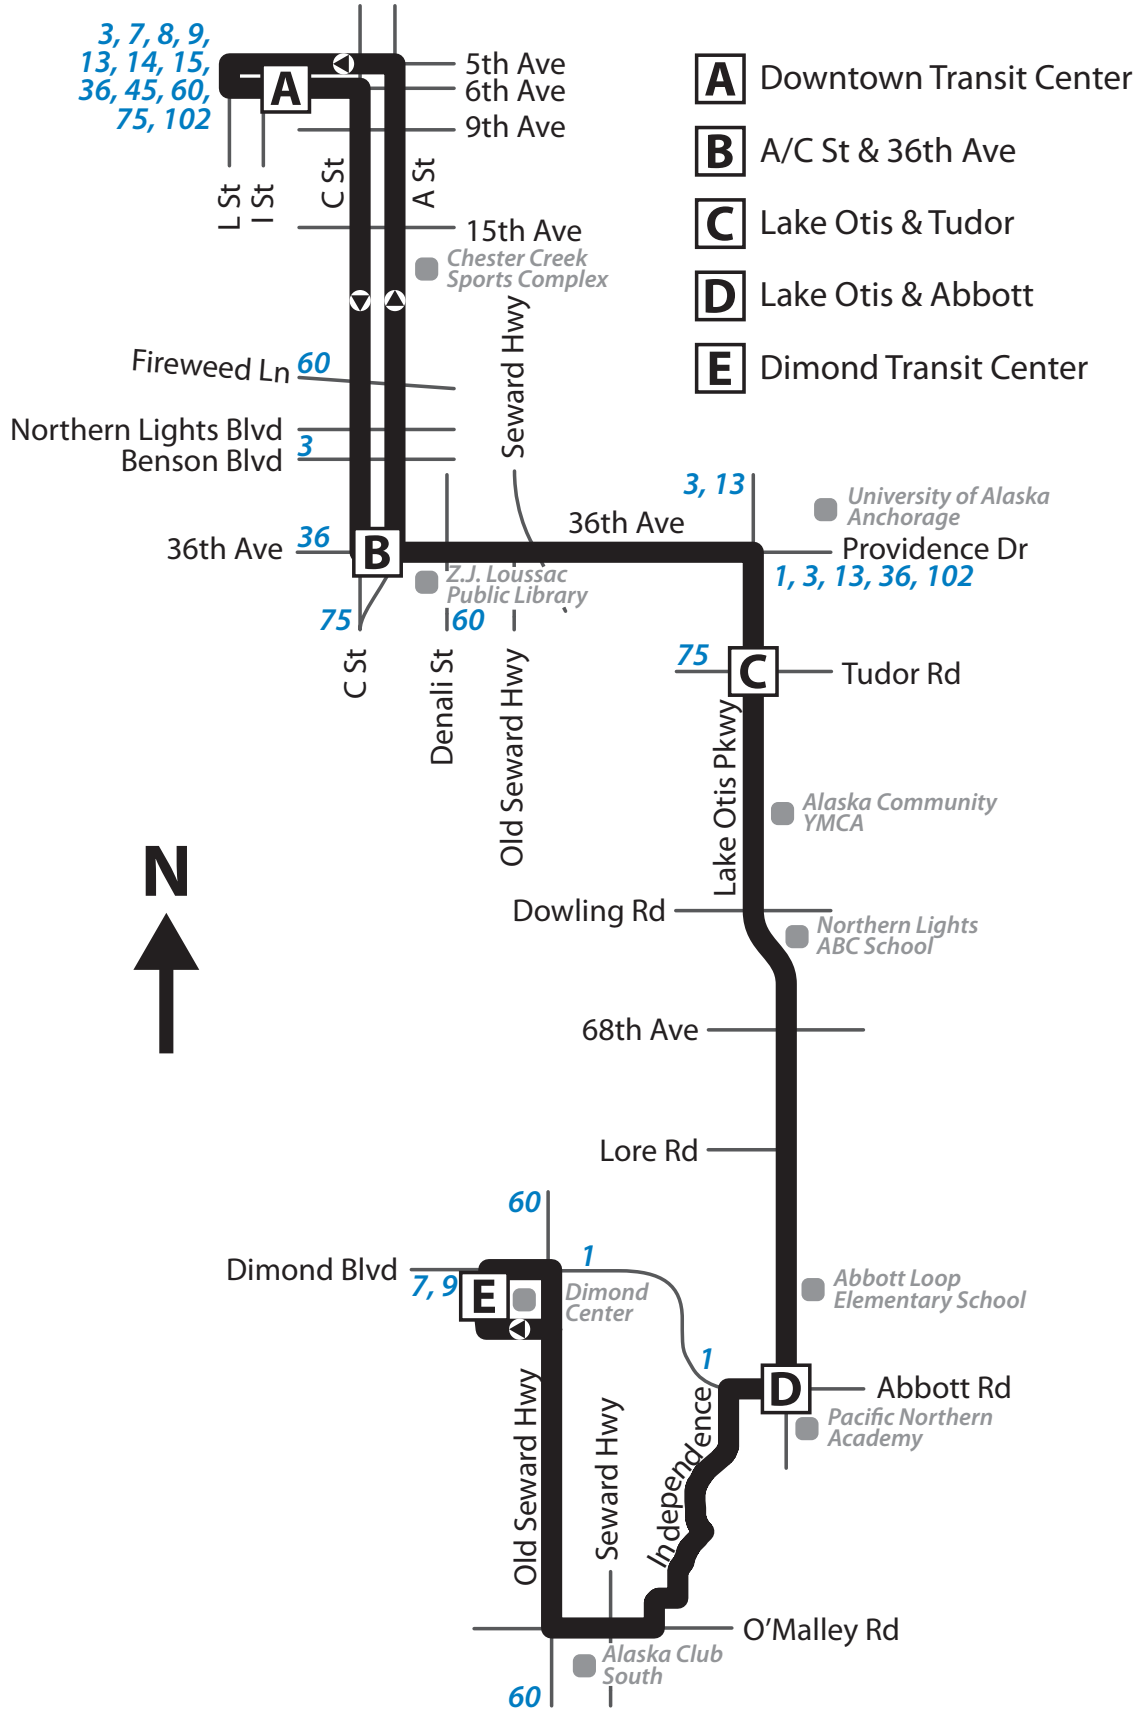 3, 7, 8, 9,
13, 14, 15,
36, 45, 60,
75, 102
A
5th Ave
6th Ave
9th Ave
L St
I St
C St
A St
15th Ave
Chester Creek
Sports Complex
A Downtown Transit Center
B A/C St & 36th Ave
C Lake Otis & Tudor
D Lake Otis & Abbott
E Dimond Transit Center
Seward Hwy
Fireweed Ln
60
Northern Lights Blvd
3
Benson Blvd
36th Ave
36
B
36th Ave
3, 13
University of Alaska
Anchorage
Providence Dr
1, 3, 13, 36, 102
Z.J. Loussac
Public Library
75
60
C St
Denali St
Old Seward Hwy
75
C
Tudor Rd
Lake Otis Pkwy
Alaska Community
YMCA
N
Dowling Rd
Northern Lights
ABC School
68th Ave
Lore Rd
60
1
Dimond Blvd
7, 9
E
Dimond
Center
Abbott Loop
Elementary School
1
D
Abbott Rd
Pacific Northern
Academy
Old Seward Hwy
Seward Hwy
Independence
O'Malley Rd
Alaska Club
South
60